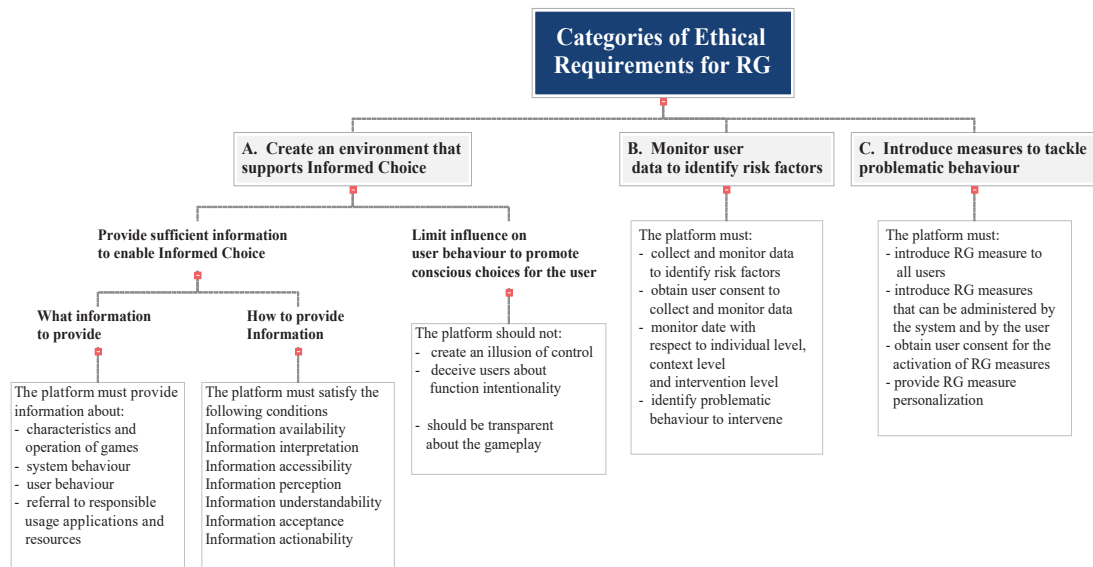 Categories of Ethical
Requirements for RG
A. Create an environment that
supports Informed Choice
B. Monitor user
data to identify risk factors
C. Introduce measures to tackle
problematic behaviour
Provide sufficient information
to enable Informed Choice
Limit influence on
user behaviour to promote
conscious choices for the user
What information
to provide
How to provide
Information
The platform must provide
information about:
- characteristics and
operation of games
- system behaviour
- user behaviour
- referral to responsible
usage applications and
resources
The platform must satisfy the
following conditions
Information availability
Information interpretation
Information accessibility
Information perception
Information understandability
Information acceptance
Information actionability
The platform should not:
- create an illusion of control
- deceive users about
function intentionality
- should be transparent
about the gameplay
The platform must:
- collect and monitor data
to identify risk factors
- obtain user consent to
collect and monitor data
- monitor date with
respect to individual level,
context level
and intervention level
- identify problematic
behaviour to intervene
The platform must:
- introduce RG measure to
all users
- introduce RG measures
that can be administered by
the system and by the user
- obtain user consent for the
activation of RG measures
- provide RG measure
personalization